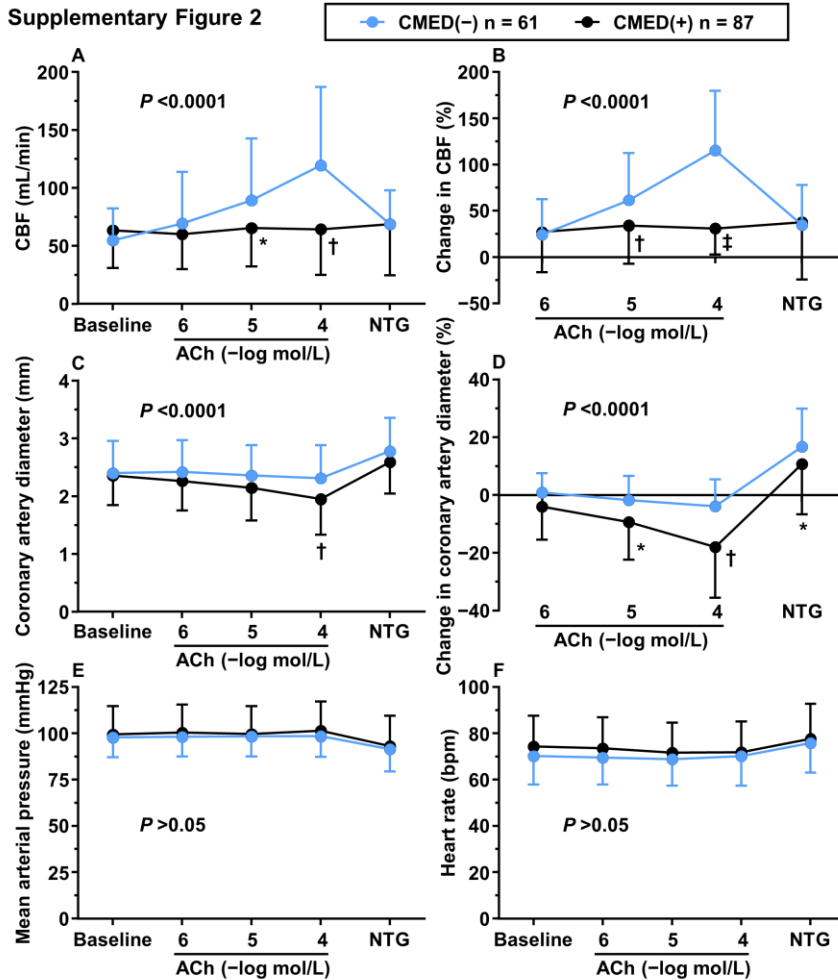 Supplementary Figure 2
CMED(−) n = 61 CMED(+) n = 87
A
P <0.0001
CBF (mL/min)
200
150
100
50
0
Baseline 6 5 4 NTG
ACh (−log mol/L)
B
P <0.0001
Change in CBF (%)
200
150
100
50
0
−50
* †
† ‡
6 5 4 NTG
ACh (−log mol/L)
C
P <0.0001
Coronary artery diameter (mm)
4
3
2
1
0
†
Baseline 6 5 4 NTG
ACh (−log mol/L)
D
P <0.0001
Change in coronary artery diameter (%)
40
20
0
−20
−40
* † *
6 5 4 NTG
ACh (−log mol/L)
E
P >0.05
Mean arterial pressure (mmHg)
125
100
75
50
25
0
Baseline 6 5 4 NTG
ACh (−log mol/L)
F
P >0.05
Heart rate (bpm)
100
80
60
40
20
0
Baseline 6 5 4 NTG
ACh (−log mol/L)